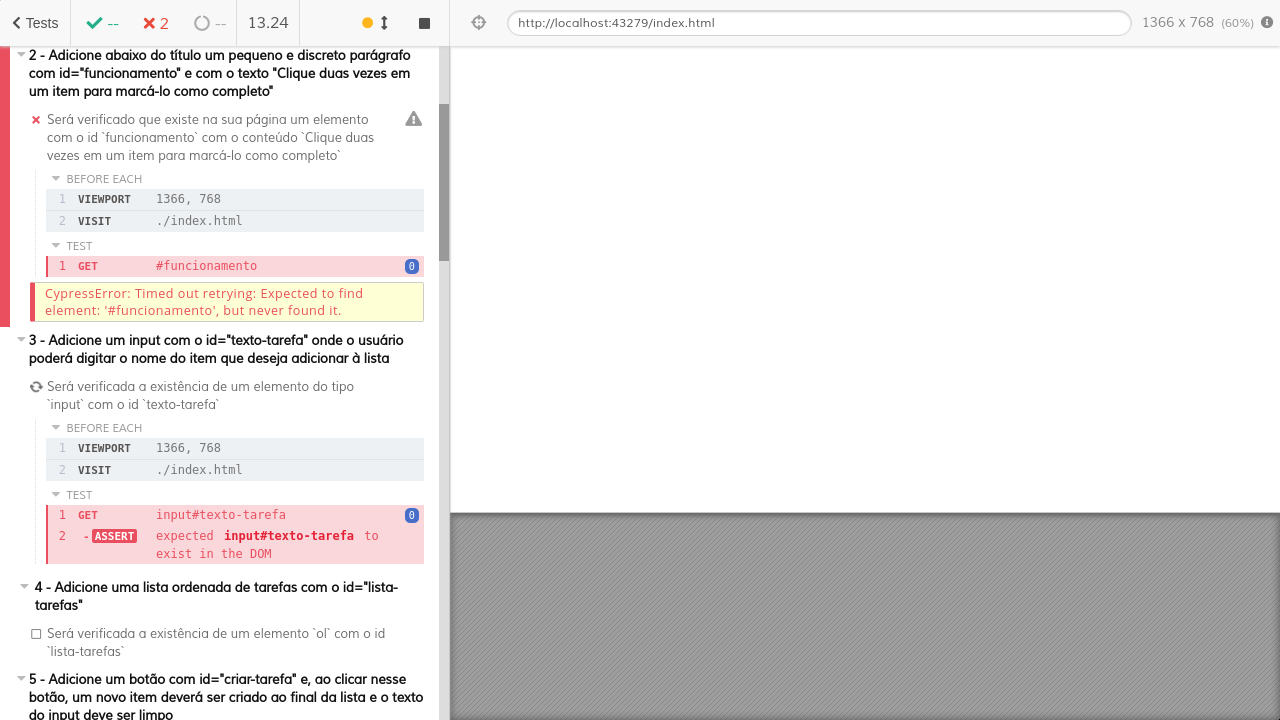 Tests -- 2 -- 13.24
http://localhost:43279/index.html 1366 x 768 (60%)
2 - Adicione abaixo do título um pequeno e discreto parágrafo
com id="funcionamento" e com o texto "Clique duas vezes em
um item para marcá-lo como completo"
Será verificado que existe na sua página um elemento
com o id `funcionamento` com o conteúdo `Clique duas
vezes em um item para marcá-lo como completo`
BEFORE EACH
1 VIEWPORT 1366, 768
2 VISIT ./index.html
TEST
1 GET #funcionamento 0
CypressError: Timed out retrying: Expected to find
element: '#funcionamento', but never found it.
3 - Adicione um input com o id="texto-tarefa" onde o usuário
poderá digitar o nome do item que deseja adicionar à lista
Será verificada a existência de um elemento do tipo
`input` com o id `texto-tarefa`
BEFORE EACH
1 VIEWPORT 1366, 768
2 VISIT ./index.html
TEST
1 GET input#texto-tarefa 0
2 -ASSERT expected input#texto-tarefa to
exist in the DOM
4 - Adicione uma lista ordenada de tarefas com o id="lista-
tarefas"
Será verificada a existência de um elemento `ol` com o id
`lista-tarefas`
5 - Adicione um botão com id="criar-tarefa" e, ao clicar nesse
botão, um novo item deverá ser criado ao final da lista e o texto
do input deve ser limpo